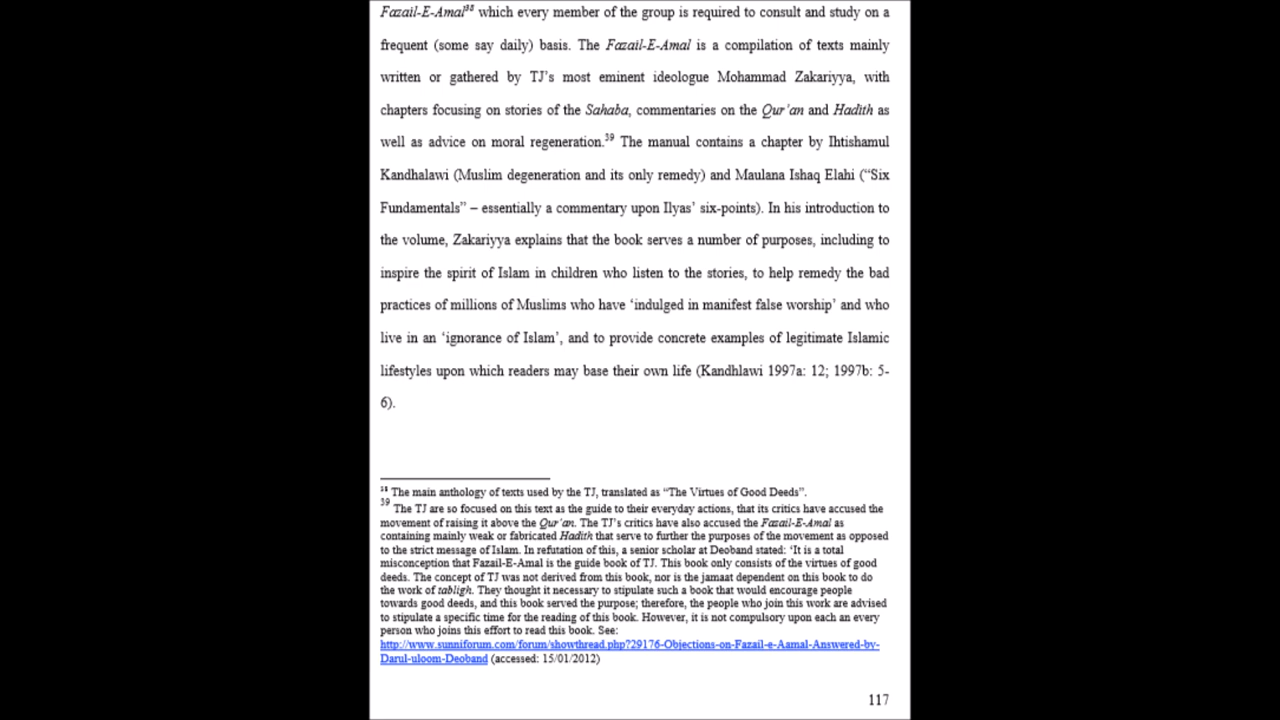 Fazail-E-Amal³⁸ which every member of the group is required to consult and study on a
frequent (some say daily) basis. The Fazail-E-Amal is a compilation of texts mainly
written or gathered by TJ's most eminent ideologue Mohammad Zakariyya, with
chapters focusing on stories of the Sahaba, commentaries on the Qur'an and Hadith as
well as advice on moral regeneration.³⁹ The manual contains a chapter by Ihtishamul
Kandhalawi (Muslim degeneration and its only remedy) and Maulana Ishaq Elahi (“Six
Fundamentals” – essentially a commentary upon Ilyas’ six-points). In his introduction to
the volume, Zakariyya explains that the book serves a number of purposes, including to
inspire the spirit of Islam in children who listen to the stories, to help remedy the bad
practices of millions of Muslims who have ‘indulged in manifest false worship’ and who
live in an ‘ignorance of Islam’, and to provide concrete examples of legitimate Islamic
lifestyles upon which readers may base their own life (Kandhlawi 1997a: 12; 1997b: 5-
6).
³⁸ The main anthology of texts used by the TJ, translated as “The Virtues of Good Deeds”.
³⁹ The TJ are so focused on this text as the guide to their everyday actions, that its critics have accused the
movement of raising it above the Qur'an. The TJ's critics have also accused the Fazail-E-Amal as
containing mainly weak or fabricated Hadith that serve to further the purposes of the movement as opposed
to the strict message of Islam. In refutation of this, a senior scholar at Deoband stated: ‘It is a total
misconception that Fazail-E-Amal is the guide book of TJ. This book only consists of the virtues of good
deeds. The concept of TJ was not derived from this book, nor is the jamaat dependent on this book to do
the work of tabligh. They thought it necessary to stipulate such a book that would encourage people
towards good deeds, and this book served the purpose; therefore, the people who join this work are advised
to stipulate a specific time for the reading of this book. However, it is not compulsory upon each an every
person who joins this effort to read this book. See:
http://www.sunniforum.com/forum/showthread.php?29176-Objections-on-Fazail-e-Aamal-Answered-by-
Darul-uloom-Deoband (accessed: 15/01/2012)
117